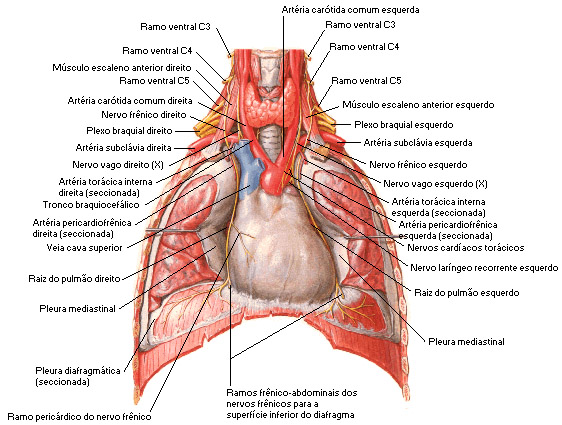 Artéria carótida comum esquerda
Ramo ventral C3
Ramo ventral C4
Músculo escaleno anterior direito
Ramo ventral C5
Artéria carótida comum direita
Nervo frênico direito
Plexo braquial direito
Artéria subclávia direita
Nervo vago direito (X)
Artéria torácica interna
direita (seccionada)
Tronco braquiocefálico
Artéria pericardiofrênica
direita (seccionada)
Veia cava superior
Raiz do pulmão direito
Pleura mediastinal
Pleura diafragmática
(seccionada)
Ramo pericárdico do nervo frênico
Ramo ventral C3
Ramo ventral C4
Ramo ventral C5
Músculo escaleno anterior esquerdo
Plexo braquial esquerdo
Artéria subclávia esquerda
Nervo frênico esquerdo
Nervo vago esquerdo (X)
Artéria torácica interna
esquerda (seccionada)
Artéria pericardiofrênica
esquerda (seccionada)
Nervos cardíacos torácicos
Nervo laríngeo recorrente esquerdo
Raiz do pulmão esquerdo
Pleura mediastinal
Ramos frênico-abdominais dos
nervos frênicos para a
superfície inferior do diafragma